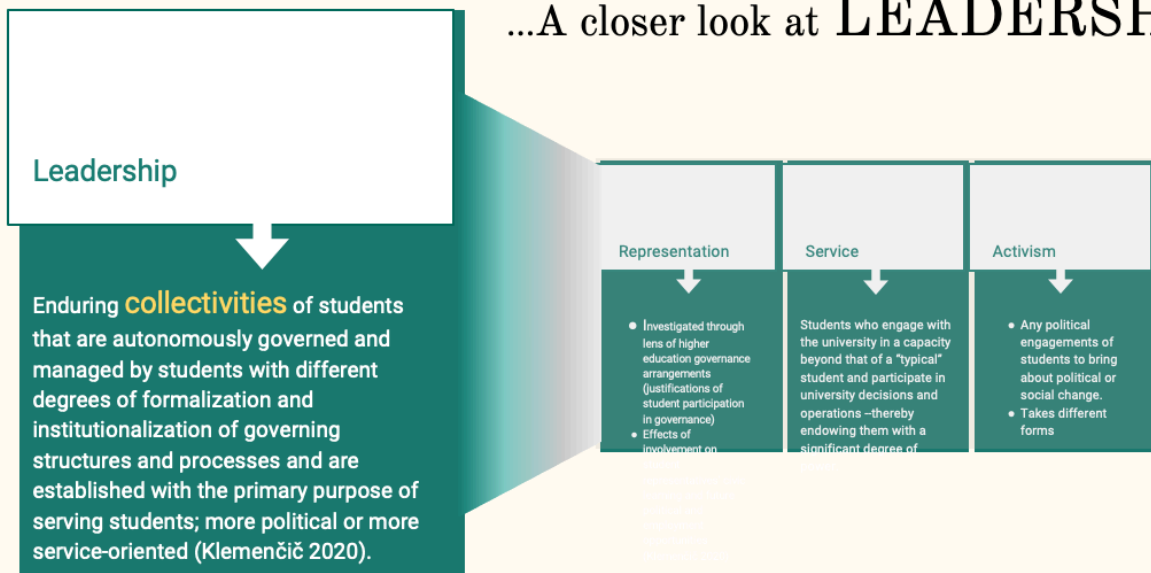 ...A closer look at LEADERSH
Leadership
Enduring collectivities of students
that are autonomously governed and
managed by students with different
degrees of formalization and
institutionalization of governing
structures and processes and are
established with the primary purpose of
serving students; more political or more
service-oriented (Klemenčič 2020).
Representation
● Investigated through
lens of higher
education governance
arrangements
(justifications of
student participation
in governance)
● Effects of
involvement on
Service
Students who engage with
the university in a capacity
beyond that of a “typical”
student and participate in
university decisions and
operations –thereby
endowing them with a
significant degree of
Activism
● Any political
engagements of
students to bring
about political or
social change.
● Takes different
forms